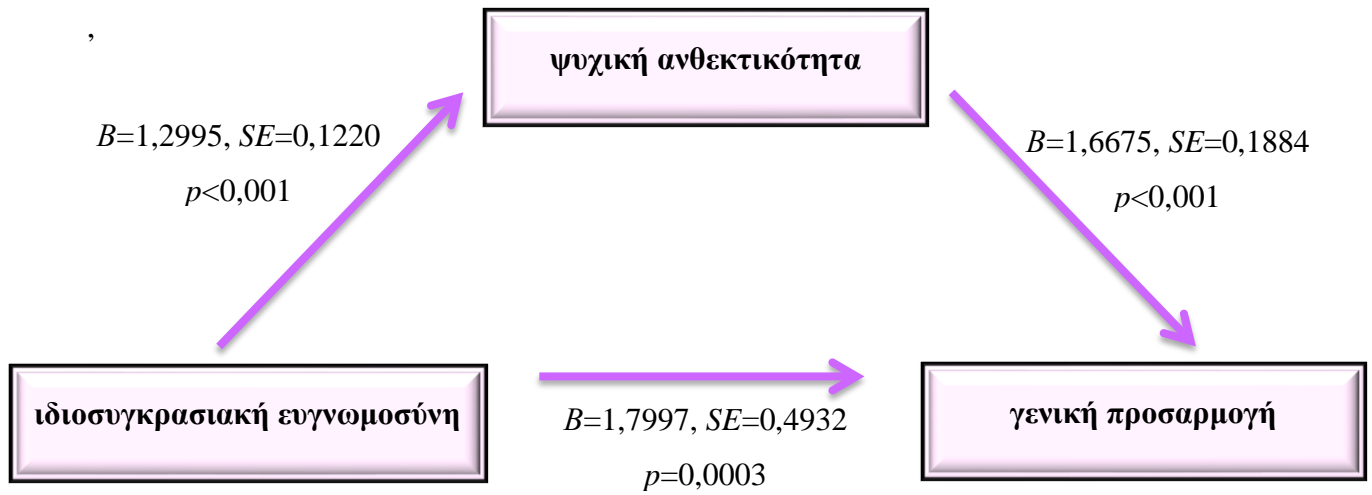 ,
ψυχική ανθεκτικότητα
B=1,2995, SE=0,1220
p<0,001
B=1,6675, SE=0,1884
p<0,001
ιδιοσυγκρασιακή ευγνωμοσύνη
B=1,7997, SE=0,4932
p=0,0003
γενική προσαρμογή